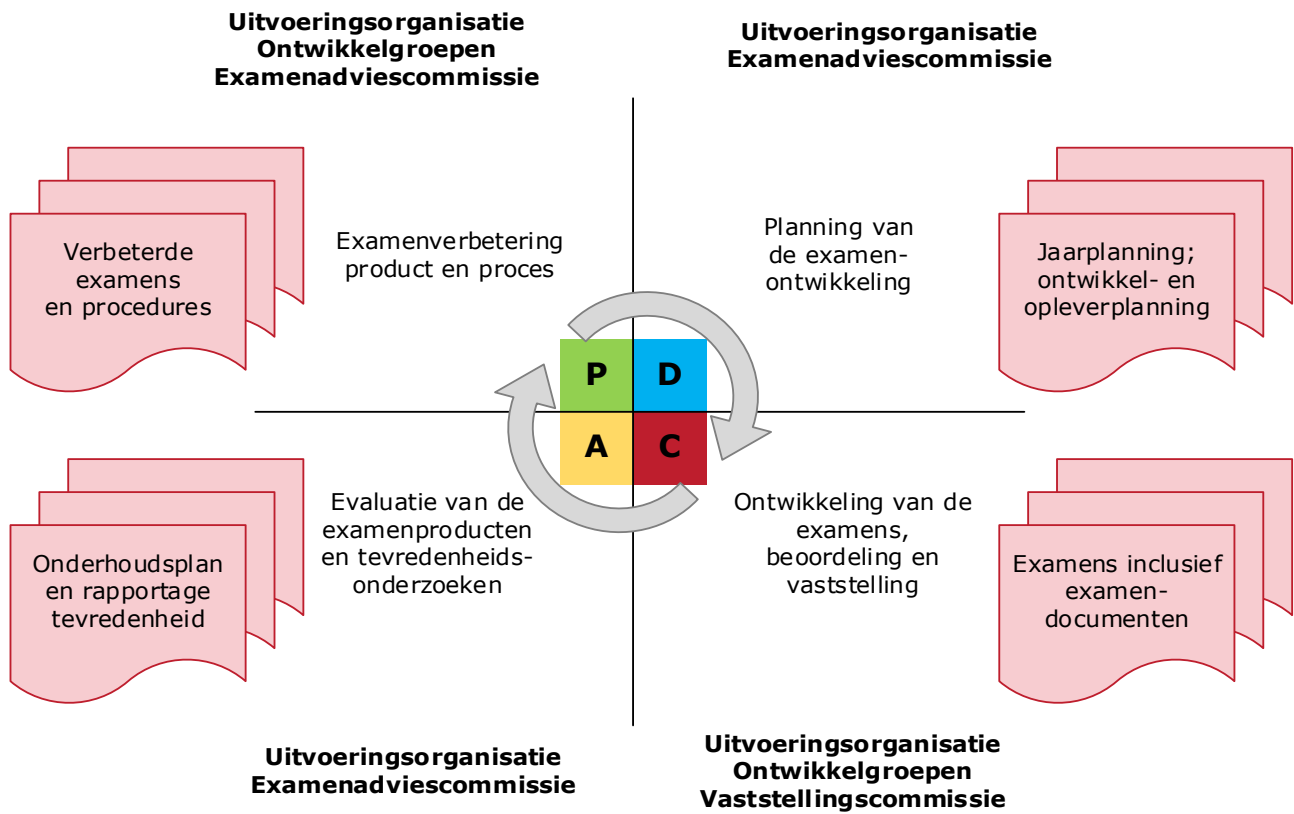 Uitvoeringsorganisatie
Ontwikkelgroepen
Examenadviescommissie
Uitvoeringsorganisatie
Examenadviescommissie
Verbeterde
examens
en procedures
Examenverbetering
product en proces
Planning van
de examen-
ontwikkeling
Jaarplanning;
ontwikkel- en
opleverplanning
P
D
A
C
Onderhoudsplan
en rapportage
tevredenheid
Evaluatie van de
examenproducten
en tevredenheids-
onderzoeken
Ontwikkeling van de
examens,
beoordeling en
vaststelling
Examens inclusief
examen-
documenten
Uitvoeringsorganisatie
Examenadviescommissie
Uitvoeringsorganisatie
Ontwikkelgroepen
Vaststellingscommissie